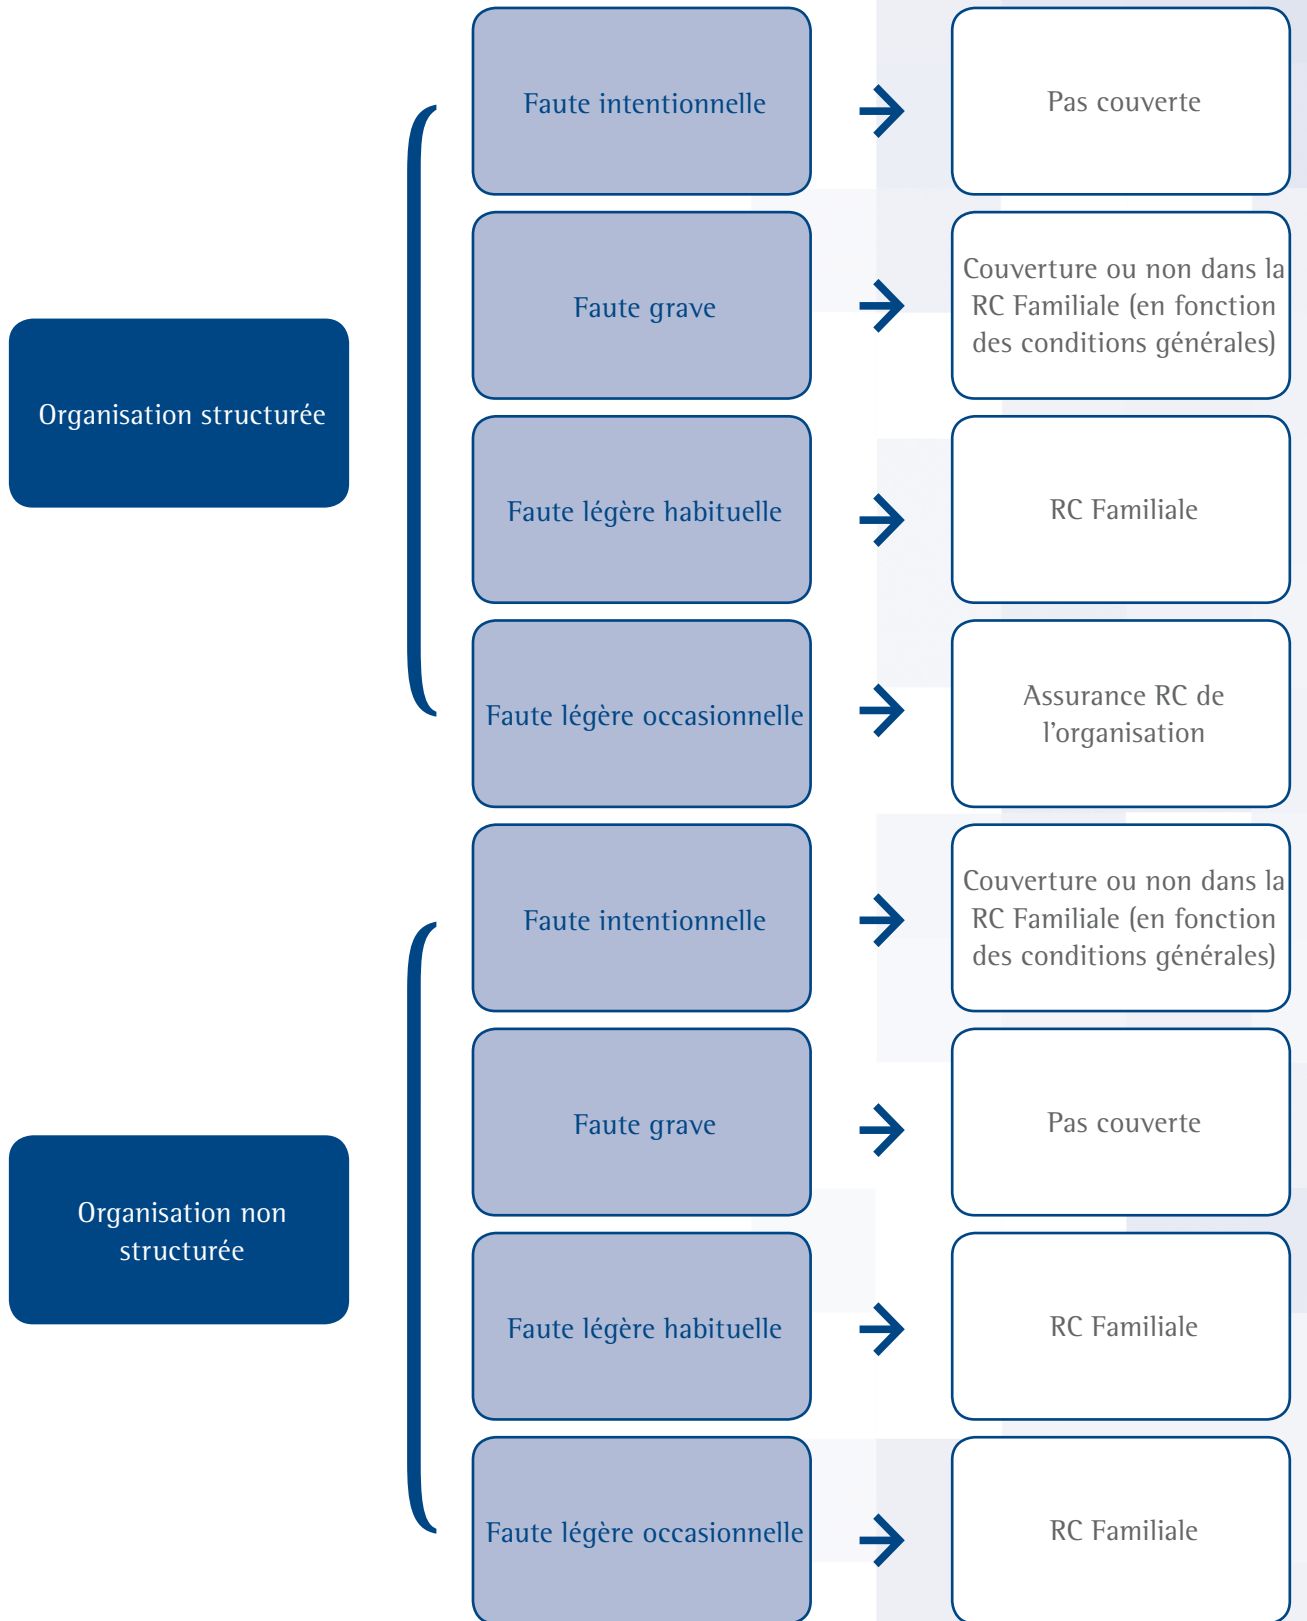 Organisation structurée
Faute intentionnelle
Pas couverte
Faute grave
Couverture ou non dans la
RC Familiale (en fonction
des conditions générales)
Faute légère habituelle
RC Familiale
Faute légère occasionnelle
Assurance RC de
l'organisation
Organisation non
structurée
Faute intentionnelle
Couverture ou non dans la
RC Familiale (en fonction
des conditions générales)
Faute grave
Pas couverte
Faute légère habituelle
RC Familiale
Faute légère occasionnelle
RC Familiale